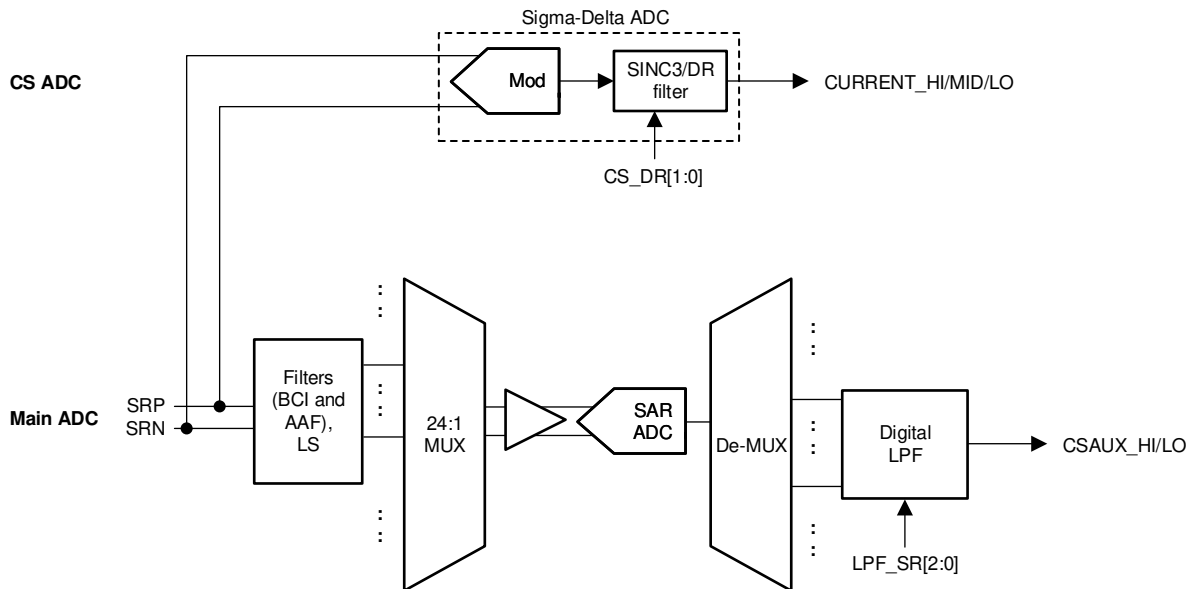 Sigma-Delta ADC
CS ADC
Mod
SINC3/DR
filter
CURRENT_HI/MID/LO
CS_DR[1:0]
Main ADC
SRP
SRN
Filters
(BCI and
AAF),
LS
24:1
MUX
SAR
ADC
De-MUX
Digital
LPF
CSAUX_HI/LO
LPF_SR[2:0]